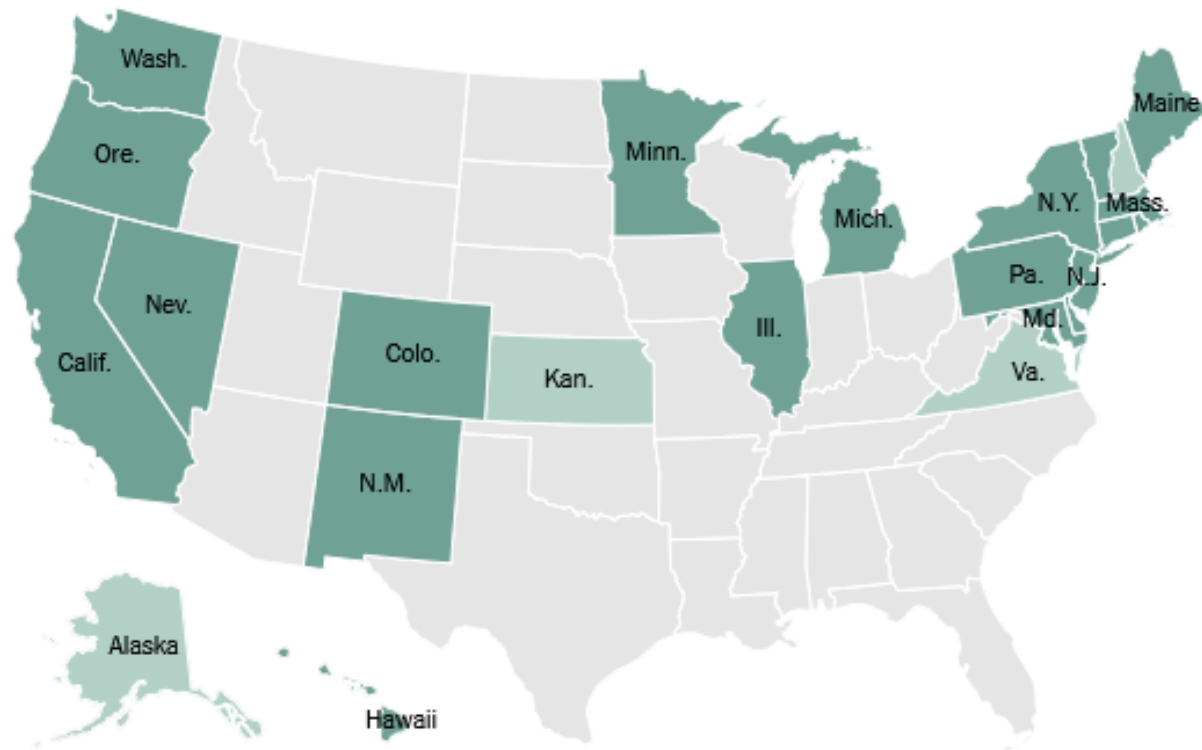 Wash.
Maine
Ore.
Minn.
N.Y.
Mass.
Mich.
Pa.
N.J.
Nev.
Md.
Ill.
Calif.
Colo.
Kan.
Va.
N.M.
Alaska
Hawaii